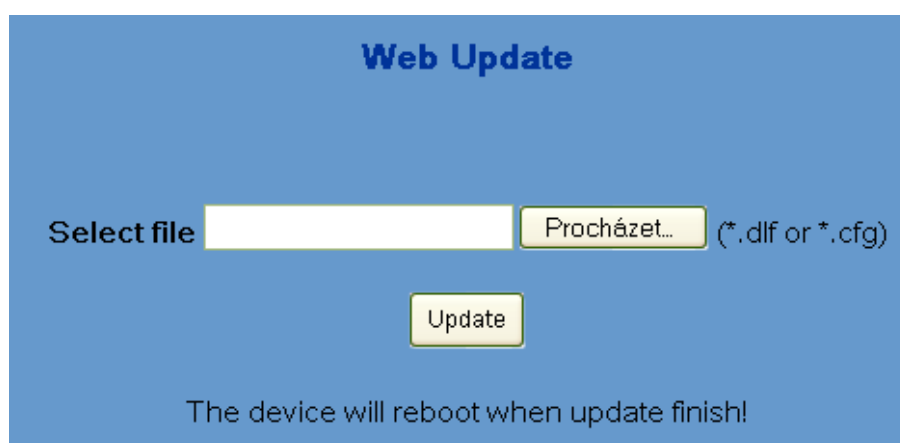 Web Update
Select file Procházet... (*.dlf or *.cfg)
Update
The device will reboot when update finish!